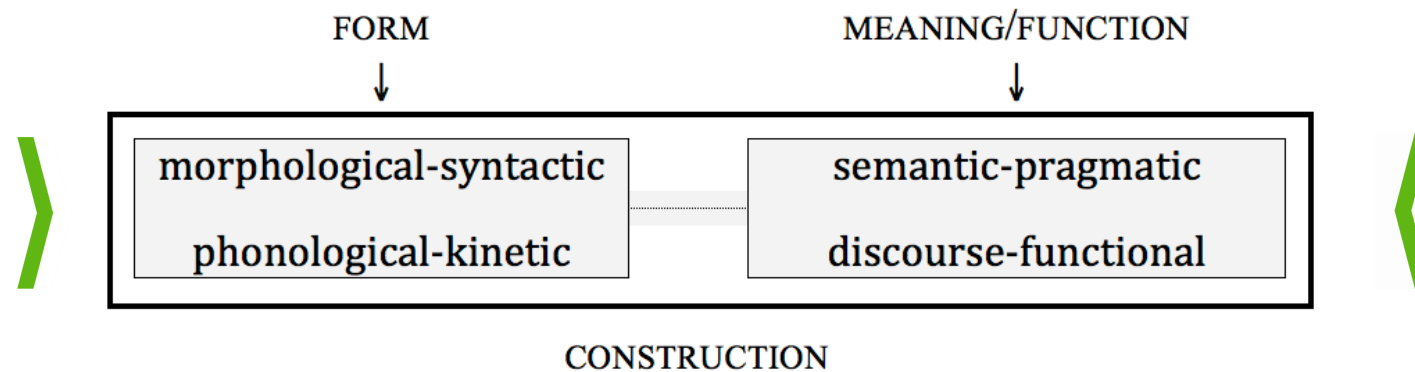 FORM
MEANING/FUNCTION
morphological-syntactic
phonological-kinetic
semantic-pragmatic
discourse-functional
CONSTRUCTION